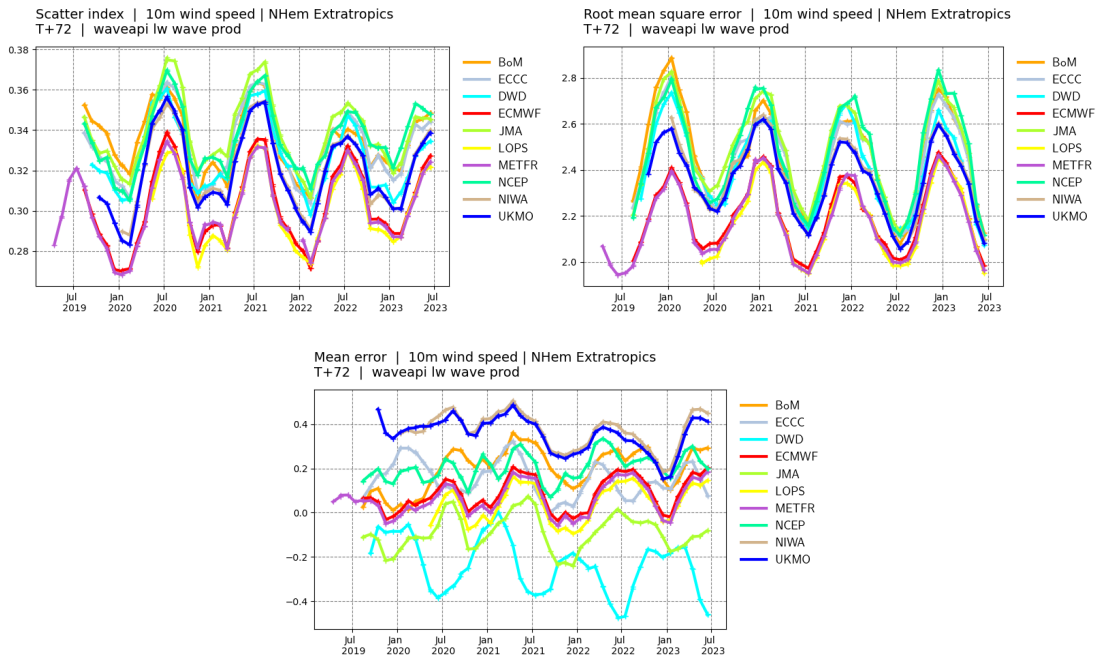 Scatter index | 10m wind speed | NHem Extratropics
T+72 | waveapi lw wave prod
0.38
0.36
0.34
0.32
0.30
0.28
Jul 2019
Jan 2020
Jul 2020
Jan 2021
Jul 2021
Jan 2022
Jul 2022
Jan 2023
Jul 2023
BoM
ECCC
DWD
ECMWF
JMA
LOPS
METFR
NCEP
NIWA
UKMO
Root mean square error | 10m wind speed | NHem Extratropics
T+72 | waveapi lw wave prod
2.8
2.6
2.4
2.2
2.0
Jul 2019
Jan 2020
Jul 2020
Jan 2021
Jul 2021
Jan 2022
Jul 2022
Jan 2023
Jul 2023
BoM
ECCC
DWD
ECMWF
JMA
LOPS
METFR
NCEP
NIWA
UKMO
Mean error | 10m wind speed | NHem Extratropics
T+72 | waveapi lw wave prod
0.4
0.2
0.0
−0.2
−0.4
Jul 2019
Jan 2020
Jul 2020
Jan 2021
Jul 2021
Jan 2022
Jul 2022
Jan 2023
Jul 2023
BoM
ECCC
DWD
ECMWF
JMA
LOPS
METFR
NCEP
NIWA
UKMO